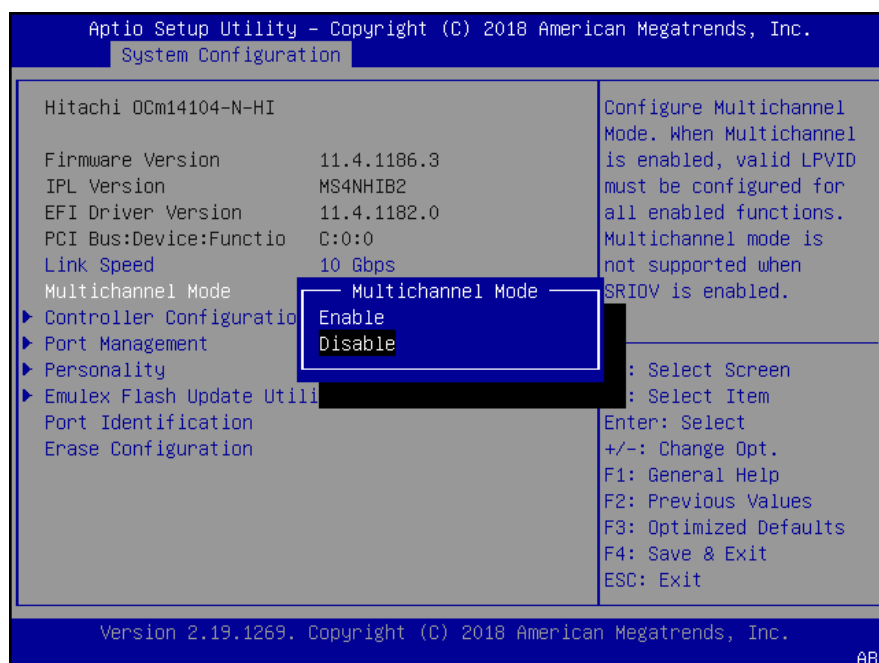 Aptio Setup Utility – Copyright (C) 2018 American Megatrends, Inc.
System Configuration
Hitachi OCm14104-N-HI
Firmware Version 11.4.1186.3
IPL Version MS4NHIB2
EFI Driver Version 11.4.1182.0
PCI Bus:Device:Functio C:0:0
Link Speed 10 Gbps
Multichannel Mode
Controller Configuratio
Port Management
Personality
Emulex Flash Update Utili
Port Identification
Erase Configuration
Multichannel Mode
Enable
Disable
Configure Multichannel
Mode. When Multichannel
is enabled, valid LPVID
must be configured for
all enabled functions.
Multichannel mode is
not supported when
SRIOV is enabled.
: Select Screen
: Select Item
Enter: Select
+/-: Change Opt.
F1: General Help
F2: Previous Values
F3: Optimized Defaults
F4: Save & Exit
ESC: Exit
Version 2.19.1269. Copyright (C) 2018 American Megatrends, Inc.
AB